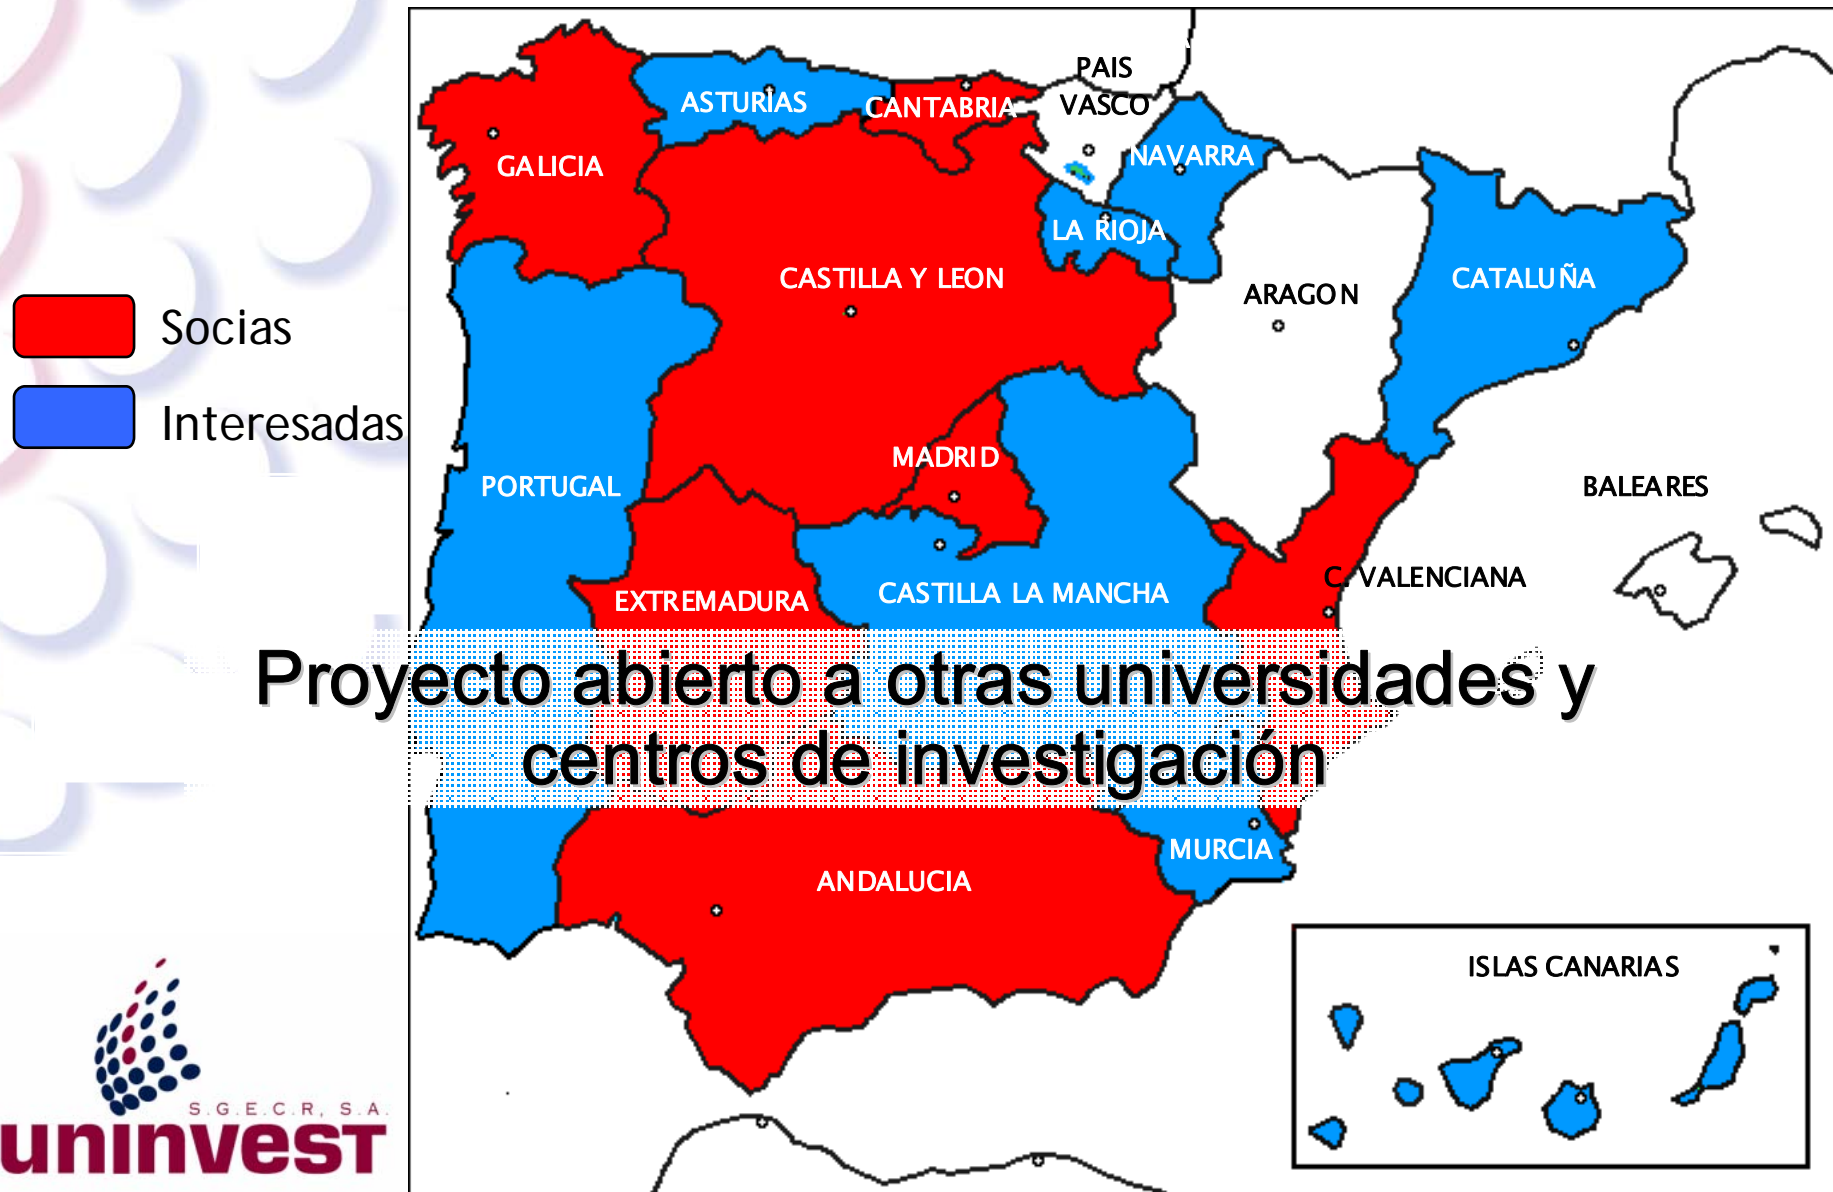 PAIS
VASCO
ASTURIAS
CANTABRIA
NAVARRA
GALICIA
LA RIOJA
CASTILLA Y LEON
ARAGON
CATALUÑA
Socias
Interesadas
MADRID
PORTUGAL
BALEARES
C. VALENCIANA
EXTREMADURA
CASTILLA LA MANCHA
Proyecto abierto a otras universidades y
centros de investigación
MURCIA
ANDALUCIA
ISLAS CANARIAS
S.G.E.C.R, S.A.
uninvest